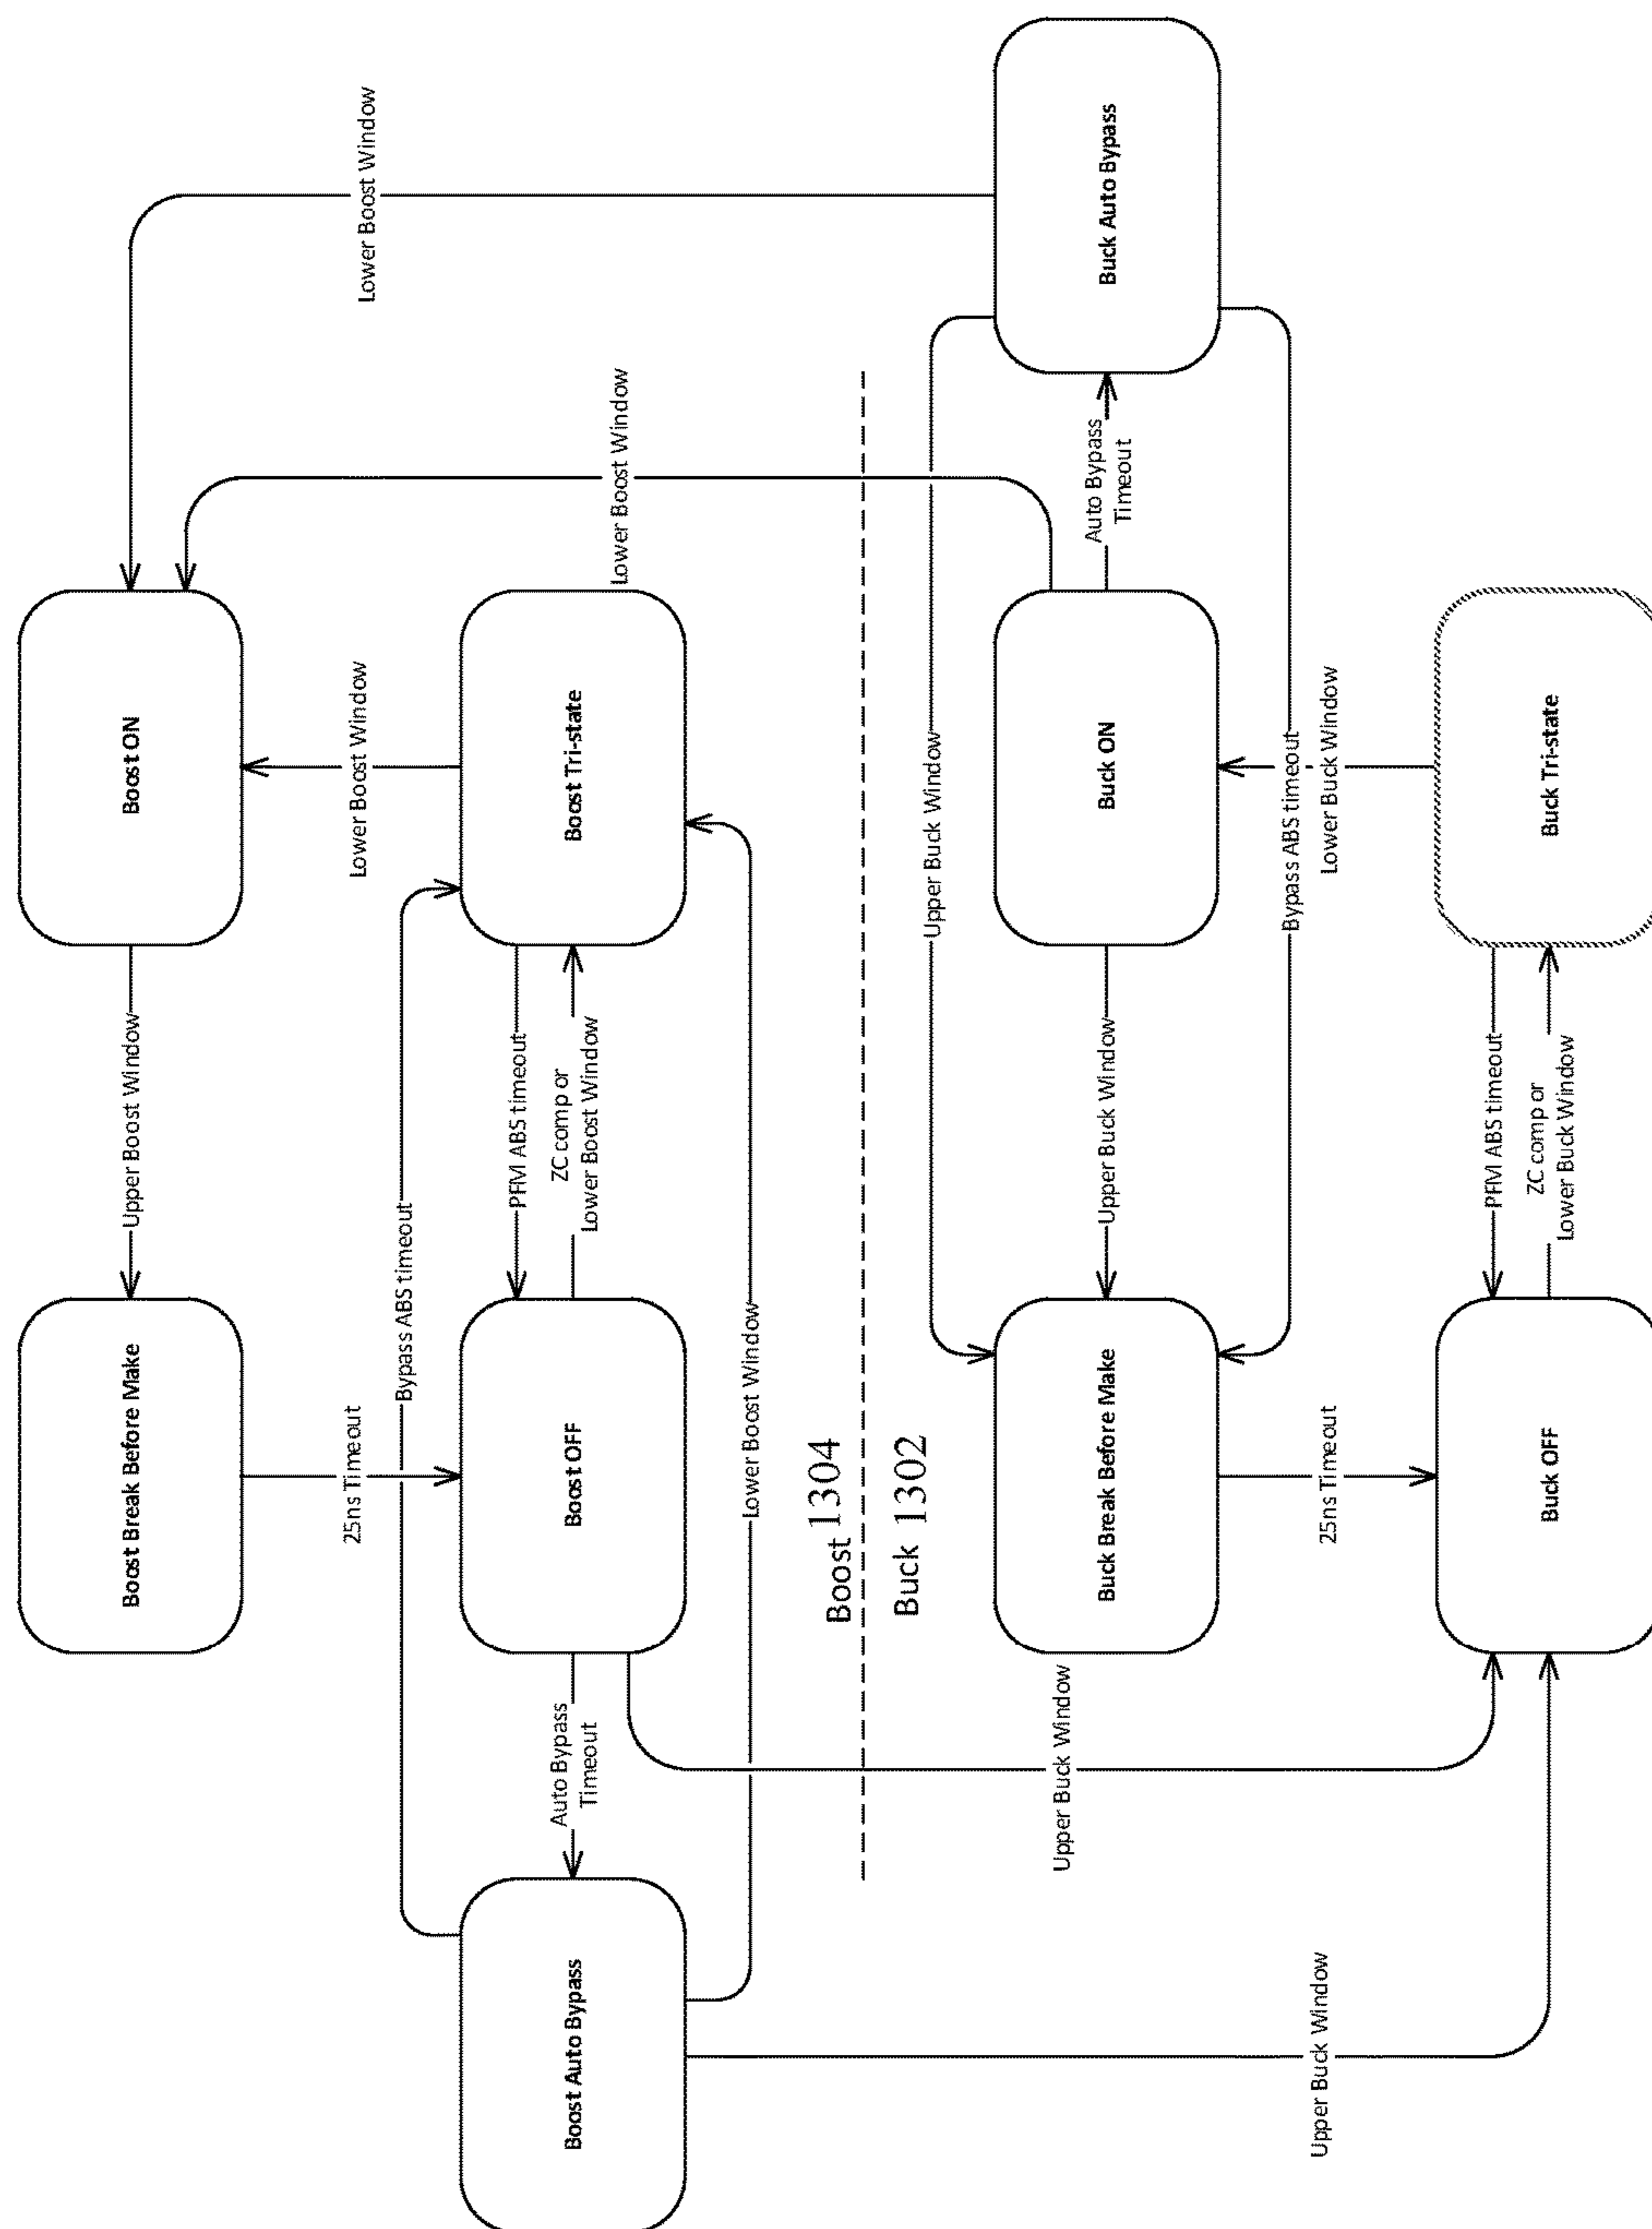 Boost Break Before Make
Upper Boost Window
Boost ON
Lower Boost Window
25ns Timeout
Lower Boost Window
Bypass ABS timeout
Boost Auto Bypass
Auto Bypass
Timeout
Boost OFF
PFM ABS timeout
ZC comp or
Lower Boost Window
Boost Tri-state
Lower Boost Window
Lower Boost Window
Boost 1304
Buck 1302
Upper Buck Window
Upper Buck Window
Buck Break Before Make
Upper Buck Window
Buck ON
Auto Bypass
Timeout
Buck Auto Bypass
Bypass ABS timeout
Upper Buck Window
25ns Timeout
Lower Buck Window
Buck OFF
PFM ABS timeout
ZC comp or
Lower Buck Window
Buck Tri-state